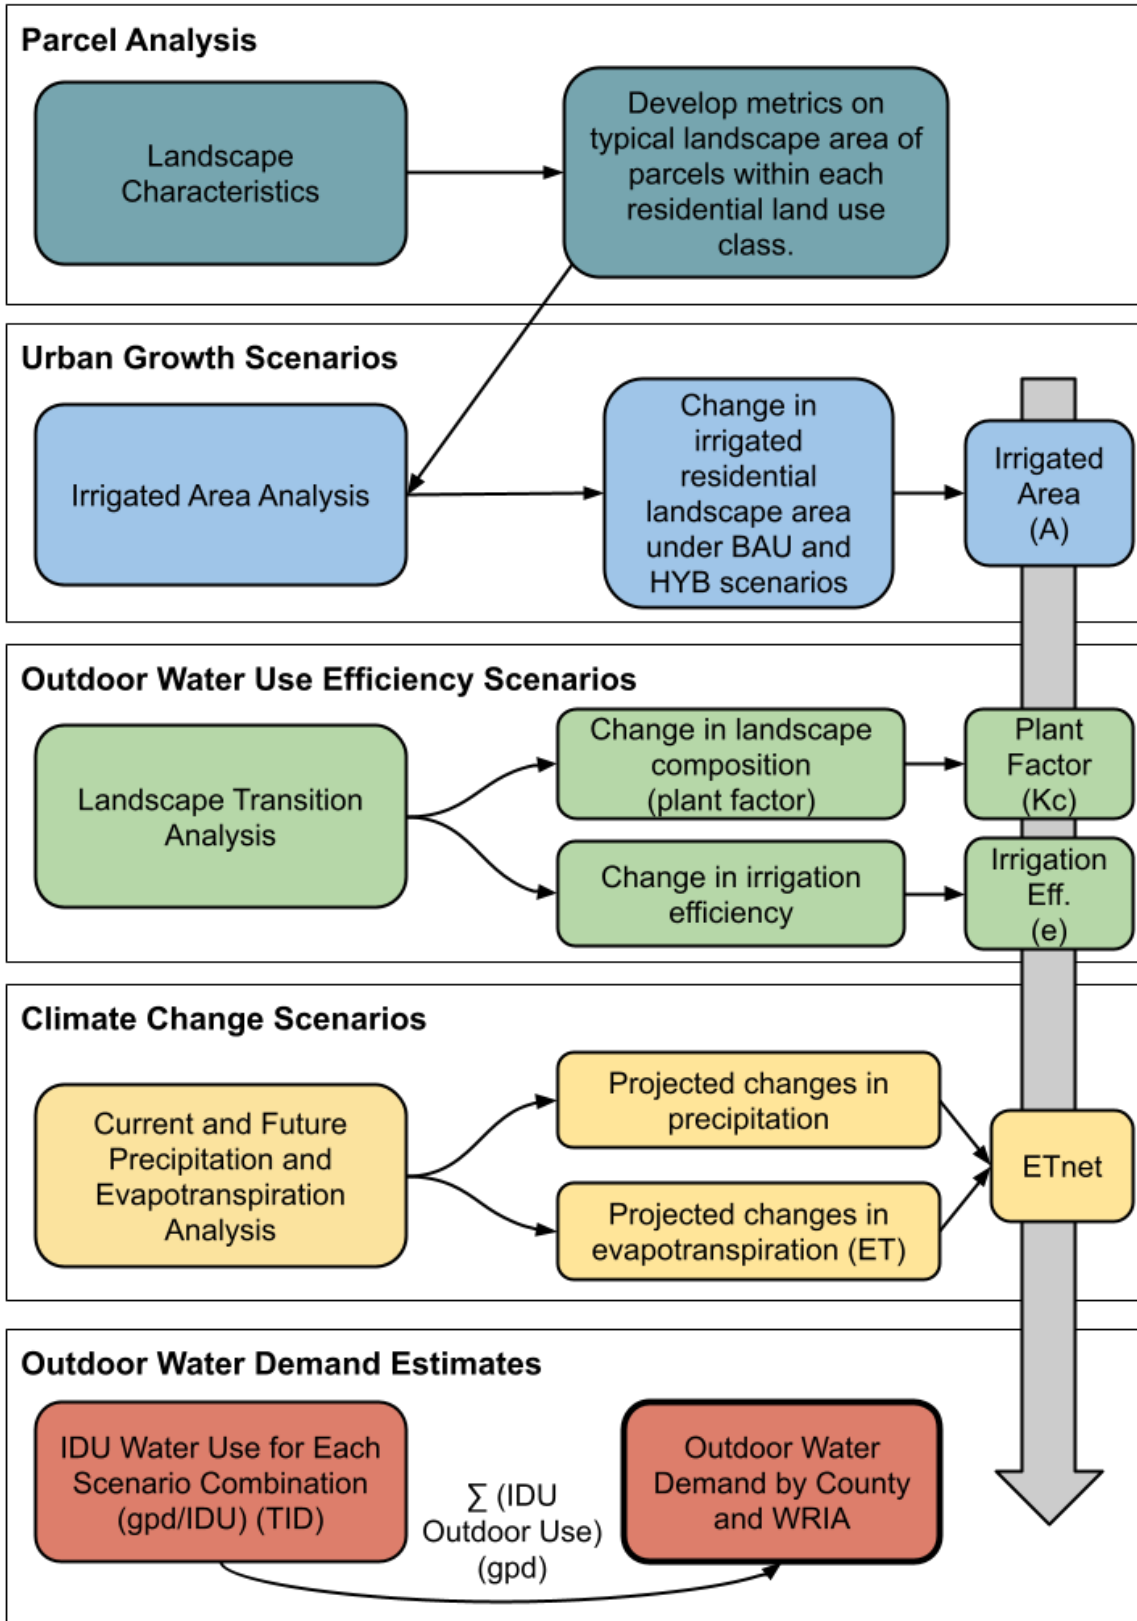 Parcel Analysis
Landscape
Characteristics
Develop metrics on
typical landscape area of
parcels within each
residential land use
class.
Urban Growth Scenarios
Irrigated Area Analysis
Change in
irrigated
residential
landscape area
under BAU and
HYB scenarios
Irrigated
Area
(A)
Outdoor Water Use Efficiency Scenarios
Landscape Transition
Analysis
Change in landscape
composition
(plant factor)
Plant
Factor
(Kc)
Change in irrigation
efficiency
Irrigation
Eff.
(e)
Climate Change Scenarios
Current and Future
Precipitation and
Evapotranspiration
Analysis
Projected changes in
precipitation
Projected changes in
evapotranspiration (ET)
ETnet
Outdoor Water Demand Estimates
IDU Water Use for Each
Scenario Combination
(gpd/IDU) (TID)
∑ (IDU
Outdoor Use)
(gpd)
Outdoor Water
Demand by County
and WRIA